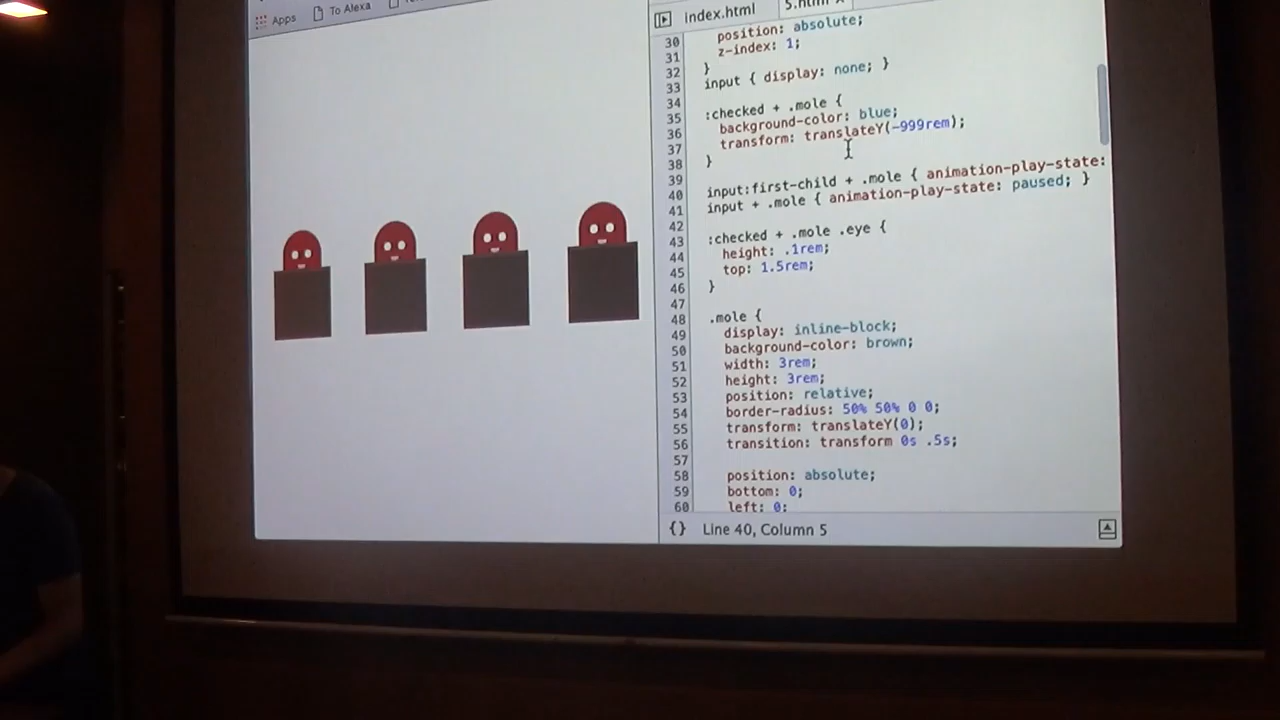 Apps
To Alexa
index.html
5.html ×
30 position: absolute;
31 z-index: 1;
32 }
33 input { display: none; }
34
35 :checked + .mole {
36 background-color: blue;
37 transform: translateY(-999rem);
38 }
39
40 input:first-child + .mole { animation-play-state:
41 input + .mole { animation-play-state: paused; }
42
43 :checked + .mole .eye {
44 height: .1rem;
45 top: 1.5rem;
46 }
47
48 .mole {
49 display: inline-block;
50 background-color: brown;
51 width: 3rem;
52 height: 3rem;
53 position: relative;
54 border-radius: 50% 50% 0 0;
55 transform: translateY(0);
56 transition: transform 0s .5s;
57
58 position: absolute;
59 bottom: 0;
60 left: 0;
{} Line 40, Column 5